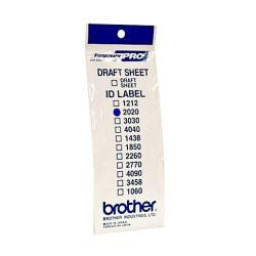 PRO
DRAFT SHEET
DRAFT
SHEET
ID LABEL
1212
2020
3030
4040
1438
1850
2260
2770
4090
3458
1060
brother
BROTHER INDUSTRIES, LTD.